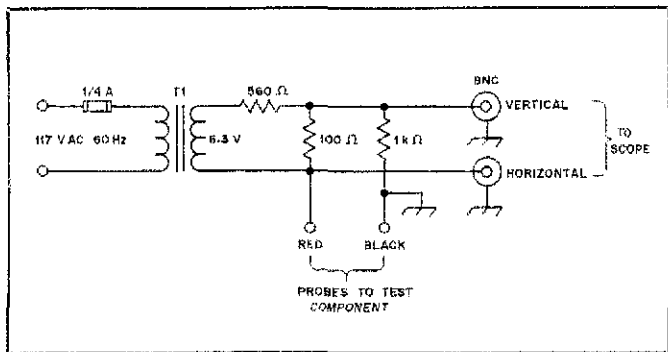 1/4 A
T1
560 Ω
BNC
VERTICAL
117 V AC 60 Hz
6.3 V
100 Ω
1 k Ω
TO
SCOPE
HORIZONTAL
RED
BLACK
PROBES TO TEST
COMPONENT